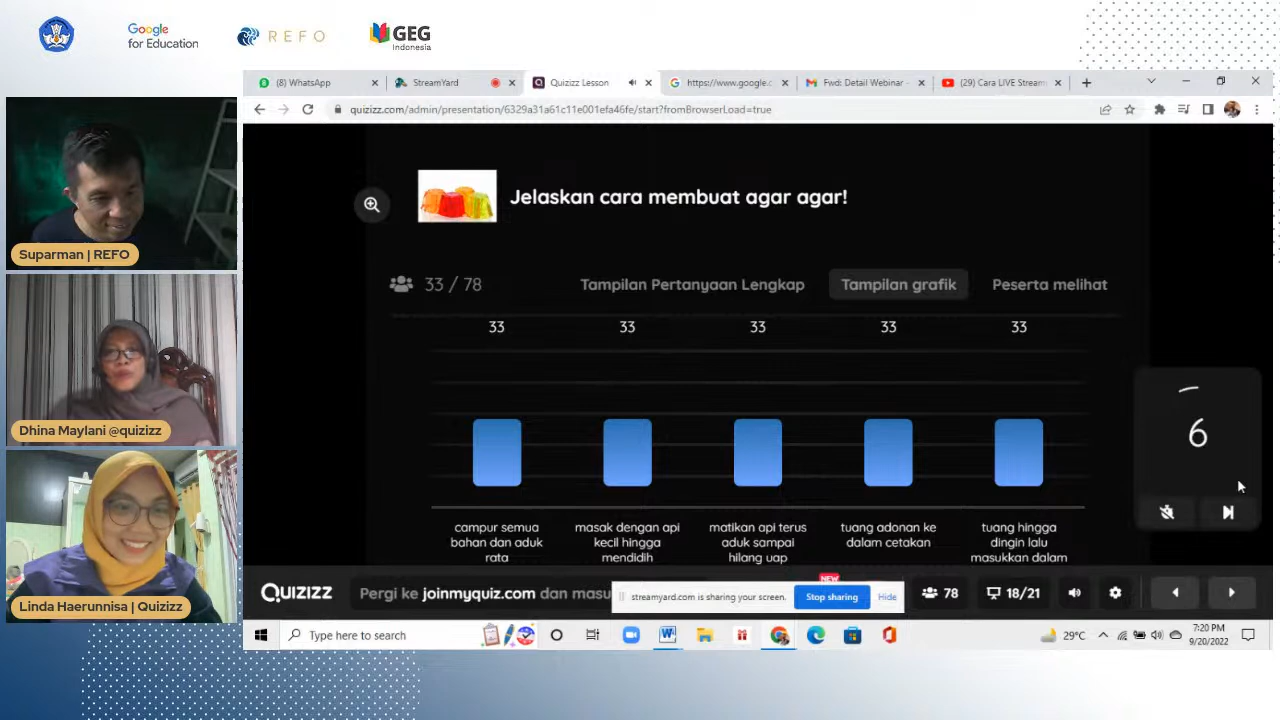 Google
for Education
REFO
GEG
Indonesia
(8) WhatsApp
StreamYard
Quizizz Lesson
https://www.google.c
Fwd: Detail Webinar -
(29) Cara LIVE Stream
quizizz.com/admin/presentation/6329a31a61c11e001efa46fe/start?fromBrowserLoad=true
Jelaskan cara membuat agar agar!
33 / 78
Tampilan Pertanyaan Lengkap
Tampilan grafik
Peserta melihat
33
33
33
33
33
6
campur semua
bahan dan aduk
rata
masak dengan api
kecil hingga
mendidih
matikan api terus
aduk sampai
hilang uap
tuang adonan ke
dalam cetakan
tuang hingga
dingin lalu
masukkan dalam
Suparman | REFO
Dhina Maylani @quizizz
Linda Haerunnisa | Quizizz
QUIZIZZ
Pergi ke joinmyquiz.com dan masu
streamyard.com is sharing your screen.
Stop sharing
Hide
NEW
78
18/21
Type here to search
29°C
7:20 PM
9/20/2022